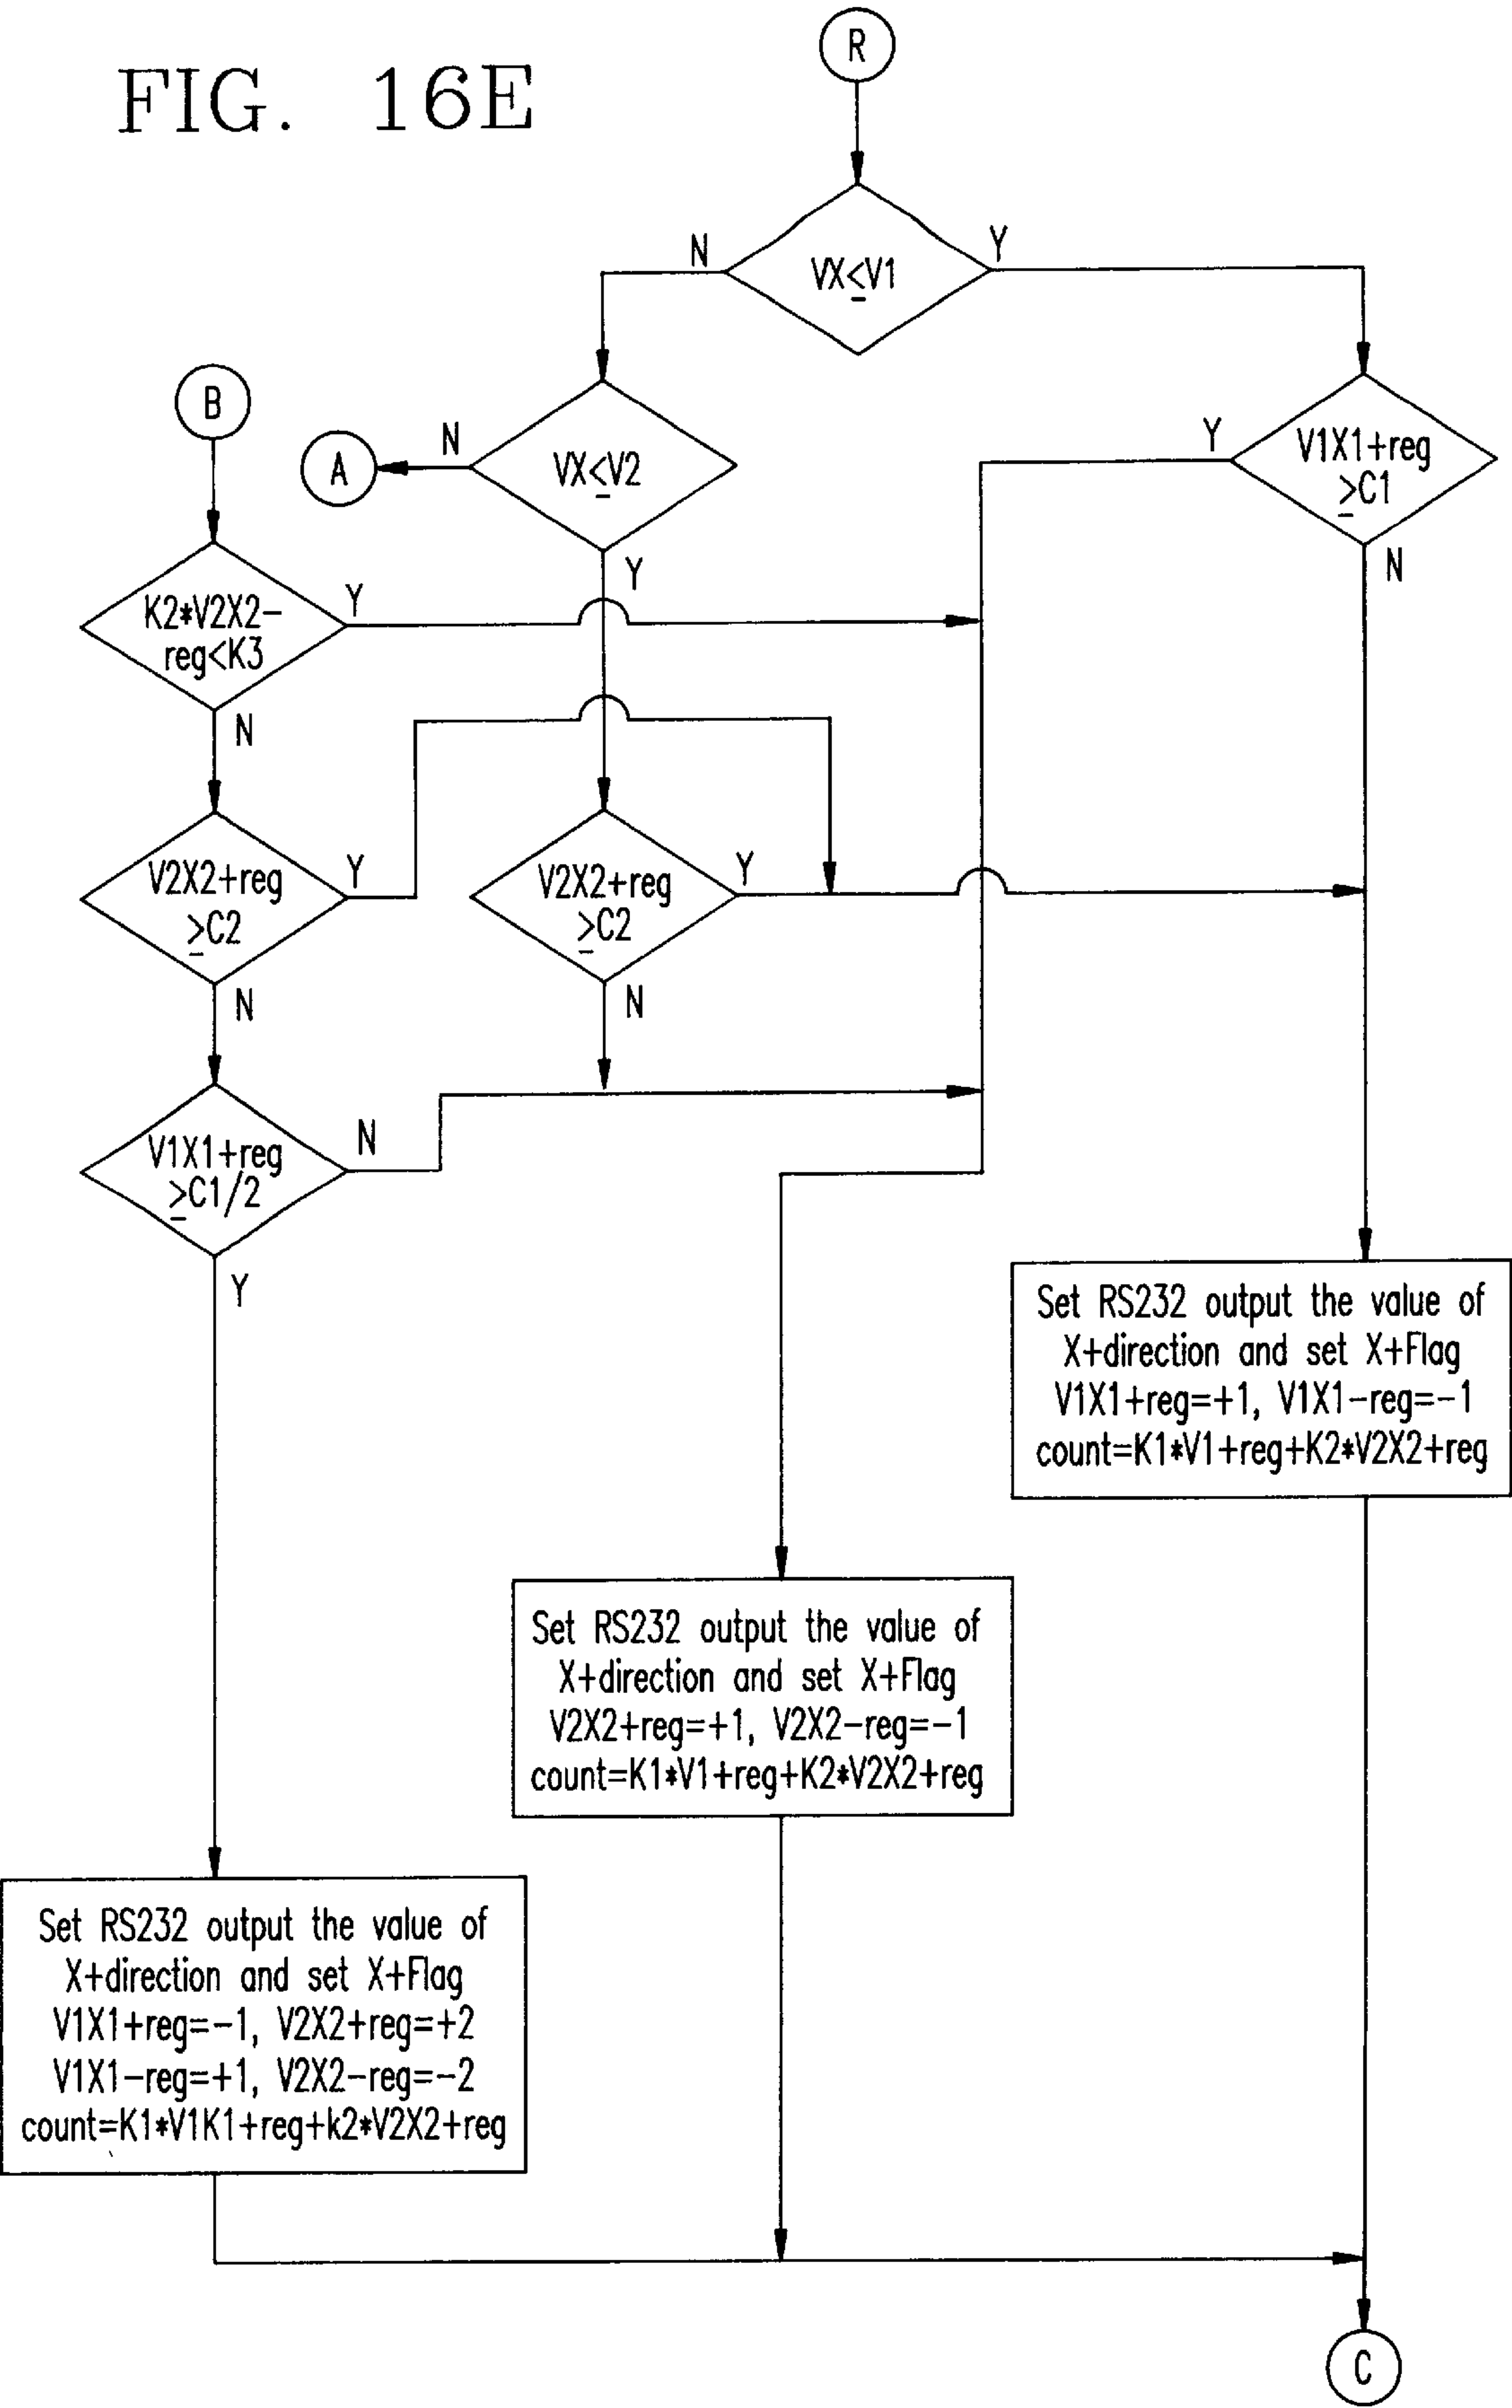 FIG. 16E
R
VX≤V1
N
Y
B
A
N
VX≤V2
Y
V1X1+reg
≥C1
Y
N
K2*V2X2-
reg<K3
Y
N
V2X2+reg
≥C2
Y
N
V2X2+reg
≥C2
Y
N
V1X1+reg
≥C1/2
N
Y
Set RS232 output the value of
X+direction and set X+Flag
V1X1+reg=+1, V1X1-reg=-1
count=K1*V1+reg+K2*V2X2+reg
Set RS232 output the value of
X+direction and set X+Flag
V2X2+reg=+1, V2X2-reg=-1
count=K1*V1+reg+K2*V2X2+reg
Set RS232 output the value of
X+direction and set X+Flag
V1X1+reg=-1, V2X2+reg=+2
V1X1-reg=+1, V2X2-reg=-2
count=K1*V1K1+reg+k2*V2X2+reg
C